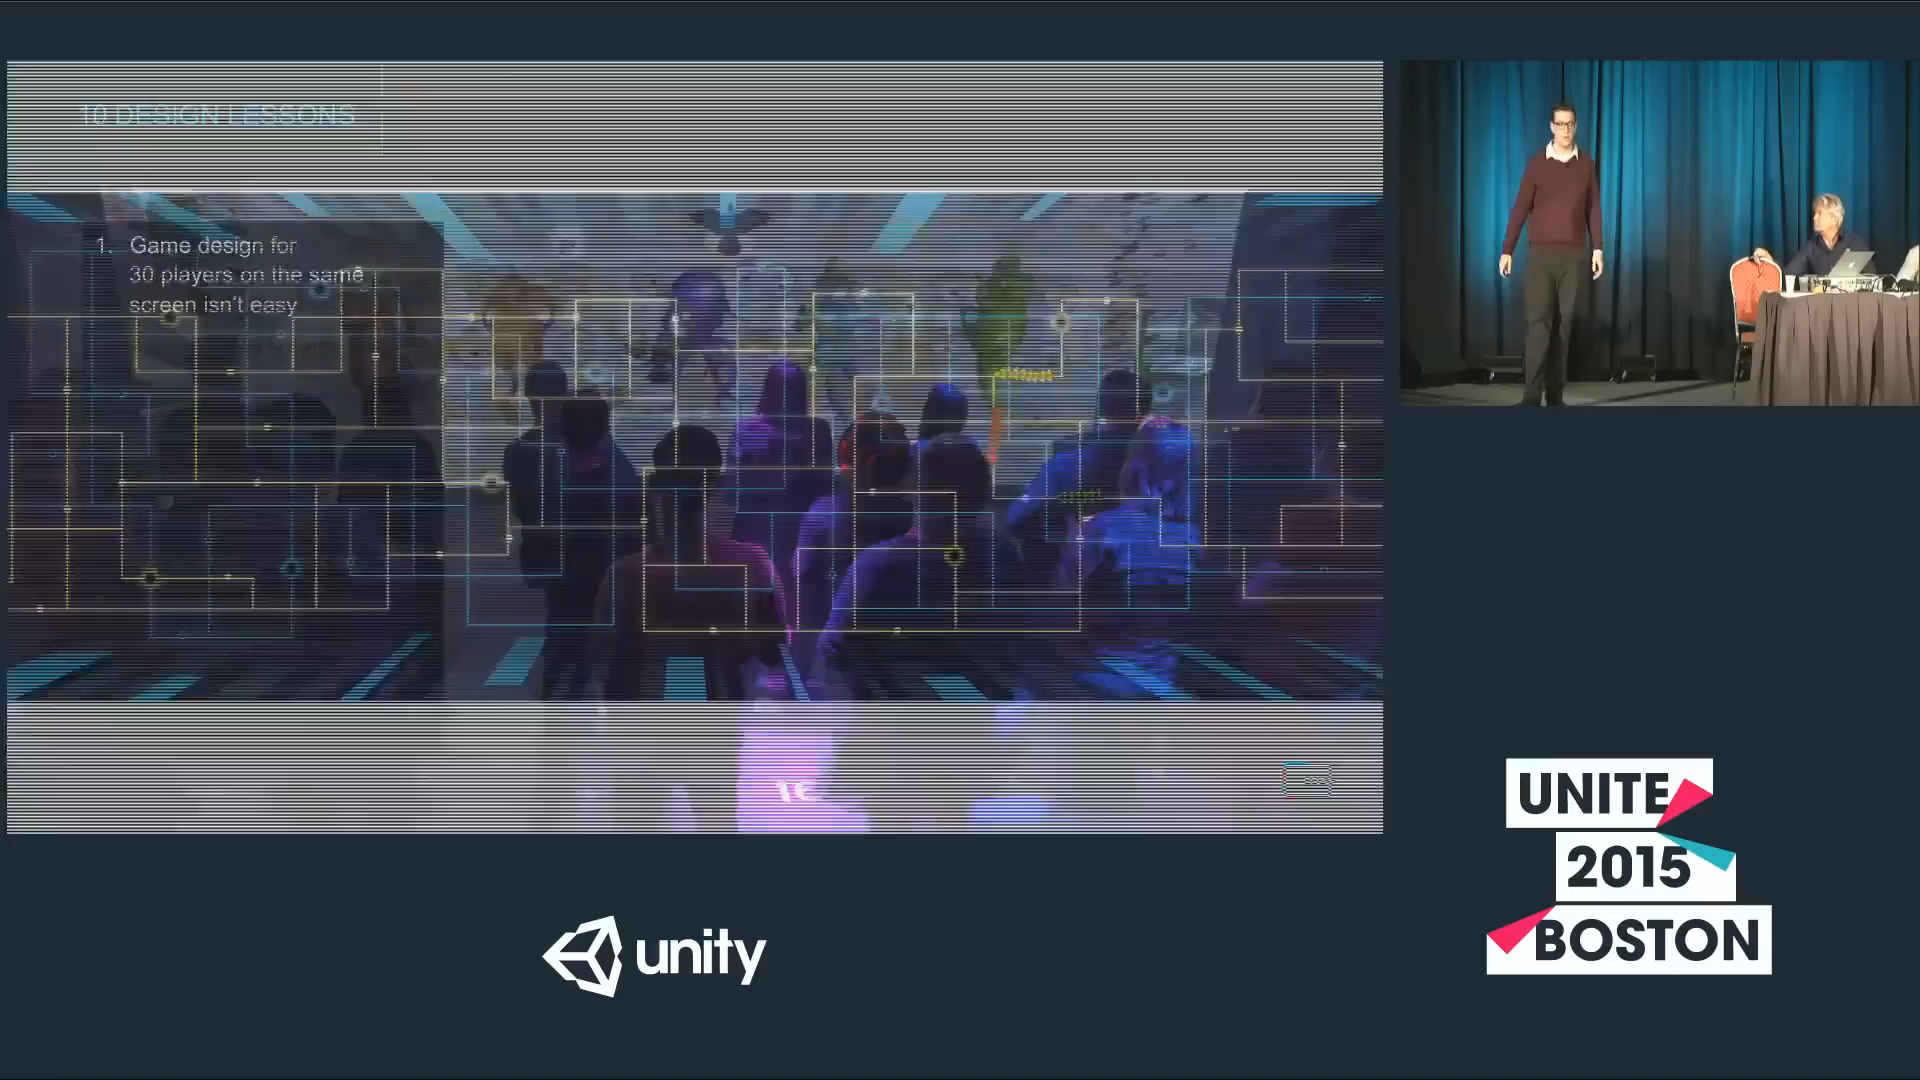 10 DESIGN LESSONS
1. Game design for
30 players on the same
screen isn't easy
unity
UNITE
2015
BOSTON